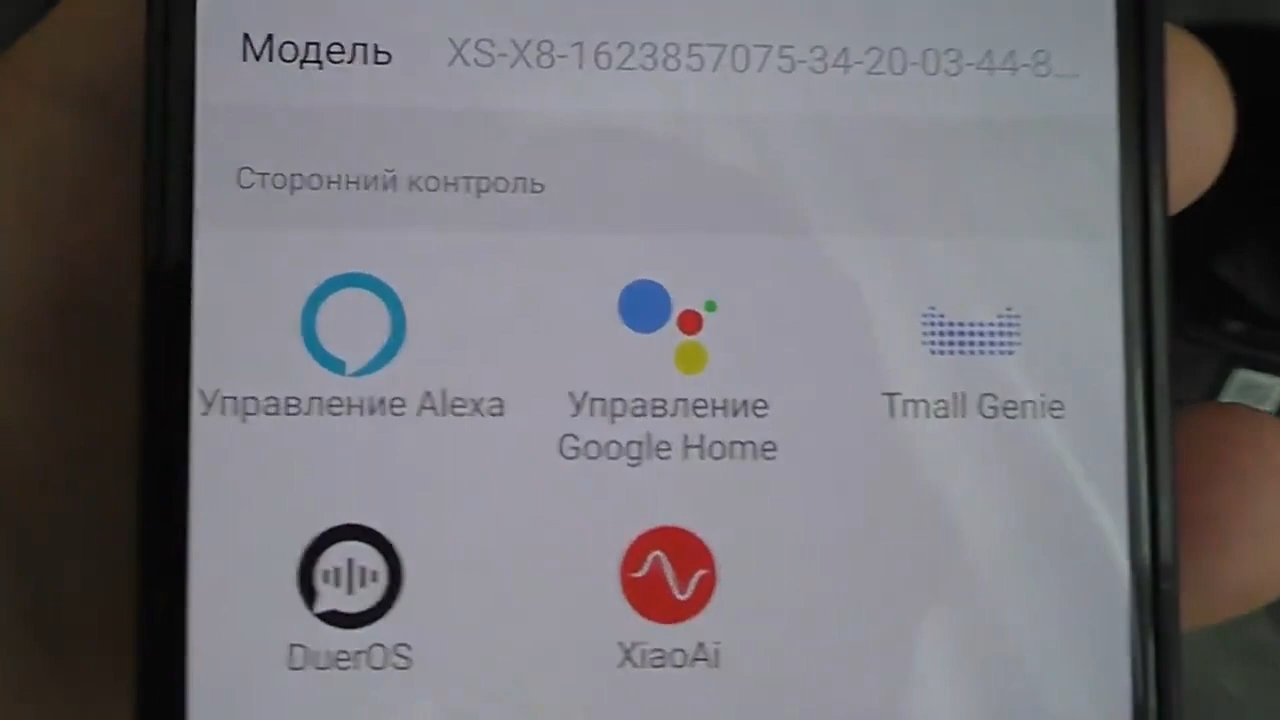 Модель XS-X8-1623857075-34-20-03-44-8...
Сторонний контроль
Управление Alexa Управление Tmall Genie
Google Home
DuerOS XiaoAi